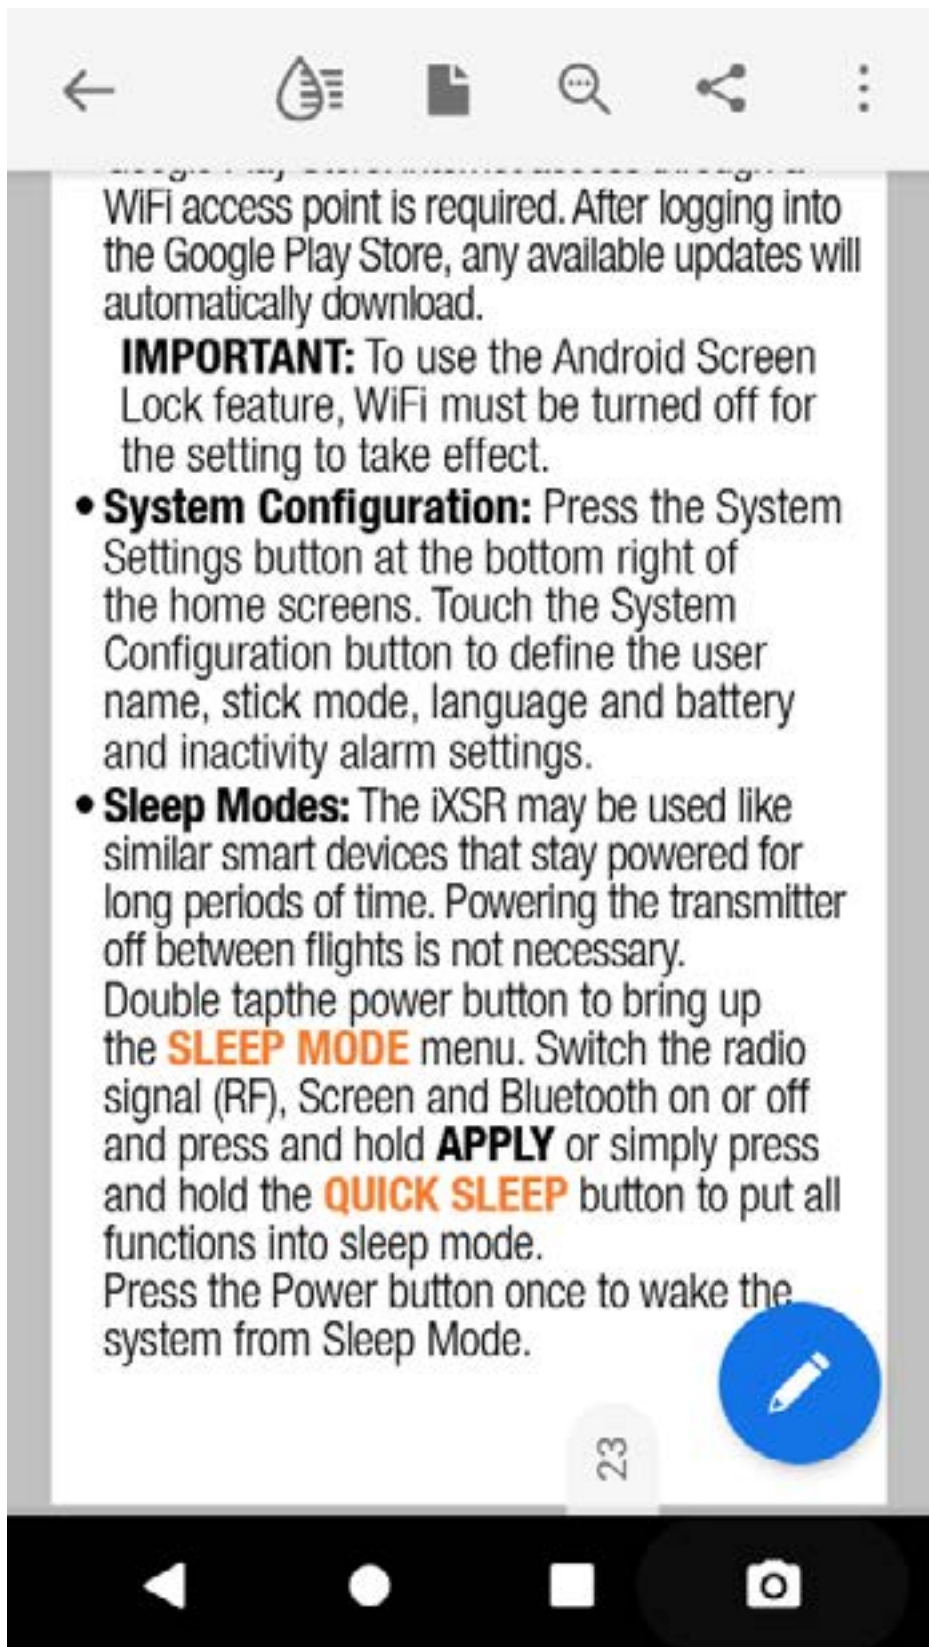 WiFi access point is required. After logging into
the Google Play Store, any available updates will
automatically download.
IMPORTANT: To use the Android Screen
Lock feature, WiFi must be turned off for
the setting to take effect.
• System Configuration: Press the System
Settings button at the bottom right of
the home screens. Touch the System
Configuration button to define the user
name, stick mode, language and battery
and inactivity alarm settings.
• Sleep Modes: The iXSR may be used like
similar smart devices that stay powered for
long periods of time. Powering the transmitter
off between flights is not necessary.
Double tapthe power button to bring up
the SLEEP MODE menu. Switch the radio
signal (RF), Screen and Bluetooth on or off
and press and hold APPLY or simply press
and hold the QUICK SLEEP button to put all
functions into sleep mode.
Press the Power button once to wake the
system from Sleep Mode.
23